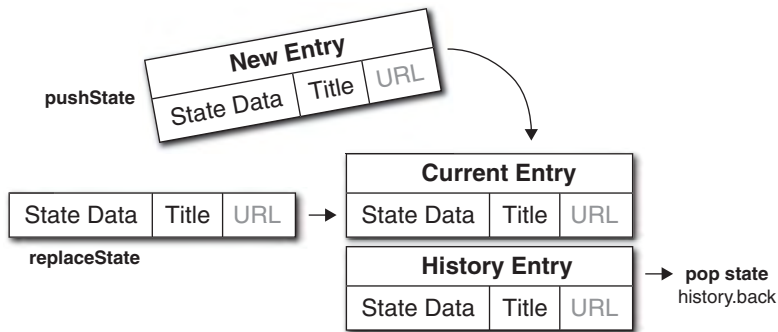 New Entry
State Data Title URL
pushState
Current Entry
State Data Title URL
State Data Title URL
replaceState
History Entry
State Data Title URL
pop state
history.back